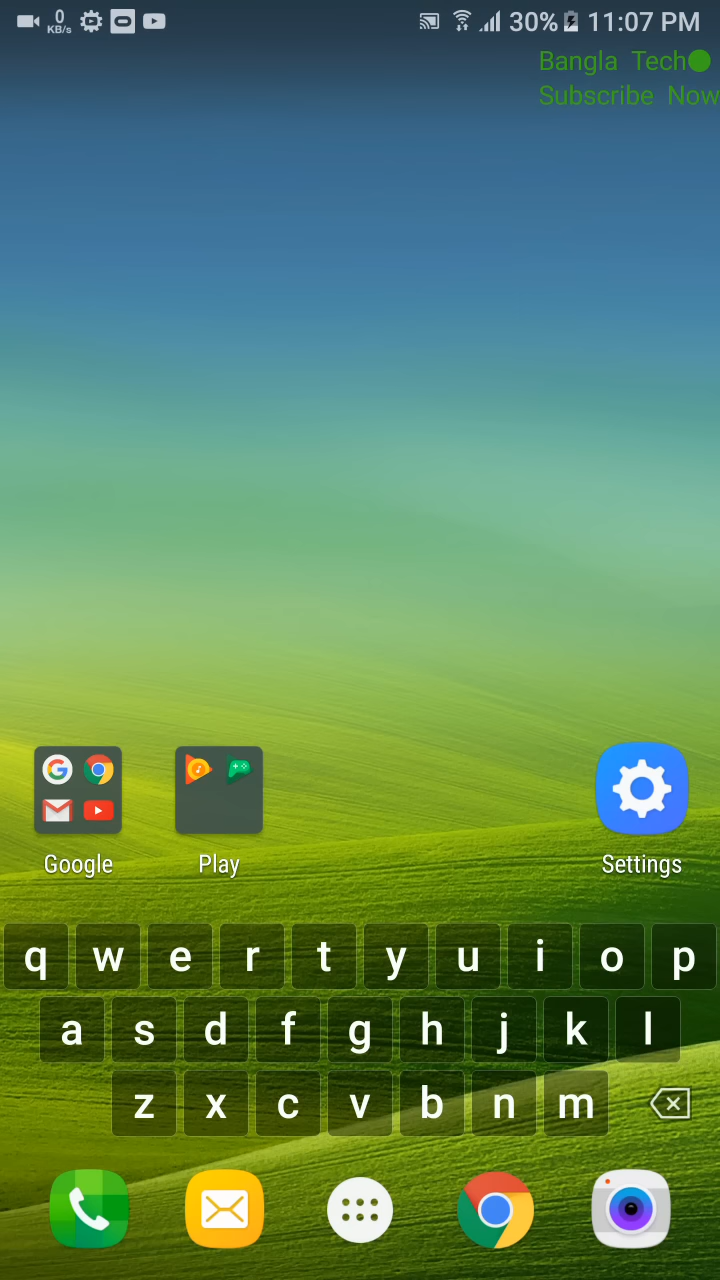 0 KB/s 30% 11:07 PM
Bangla Tech
Subscribe Now
Google Play Settings
q w e r t y u i o p
a s d f g h j k l
z x c v b n m